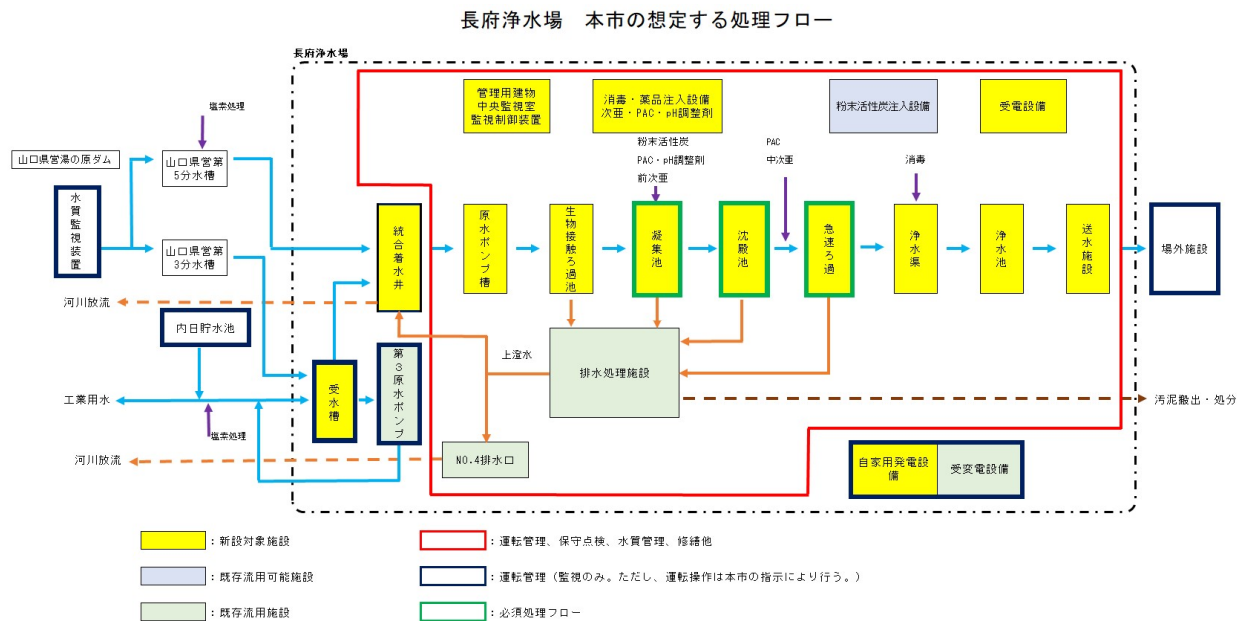 長府浄水場　本市の想定する処理フロー
長府浄水場
管理用建物
中央監視室
監視制御装置
消毒・薬品注入設備
次亜・PAC・pH調整剤
粉末活性炭注入設備
受電設備
塩素処理
粉末活性炭
PAC・pH調整剤
前次亜
PAC
中次亜
消毒
山口県営湯の原ダム
山口県営第
5分水槽
水質監視装置
山口県営第
3分水槽
統合着水井
原水ポンプ槽
生物接触ろ過池
凝集池
沈殿池
急速ろ過
浄水渠
浄水池
送水施設
場外施設
河川放流
内日貯水池
上澄水
排水処理施設
受水槽
第3原水ポンプ
工業用水
汚泥搬出・処分
塩素処理
河川放流
NO.4排水口
自家用発電設
備
受変電設備
：新設対象施設
：運転管理、保守点検、水質管理、修繕他
：既存流用可能施設
：運転管理（監視のみ。ただし、運転操作は本市の指示により行う。）
：既存流用施設
：必須処理フロー